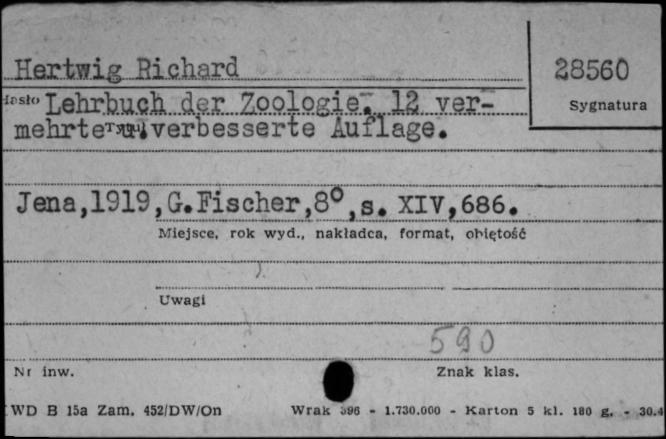 Hertwig Richard
28560
Hasło Lehrbuch der Zoologie. 12 ver-
Sygnatura
mehrte u. verbesserte Auflage.
Jena,1919,G.Fischer,8°,s. XIV,686.
Miejsce, rok wyd., nakładca, format, objętość
Uwagi
590
Nr inw.
Znak klas.
WD B 15a Zam. 452/DW/On Wrak 396 - 1.730.000 - Karton 5 kl. 180 g. - 30.4